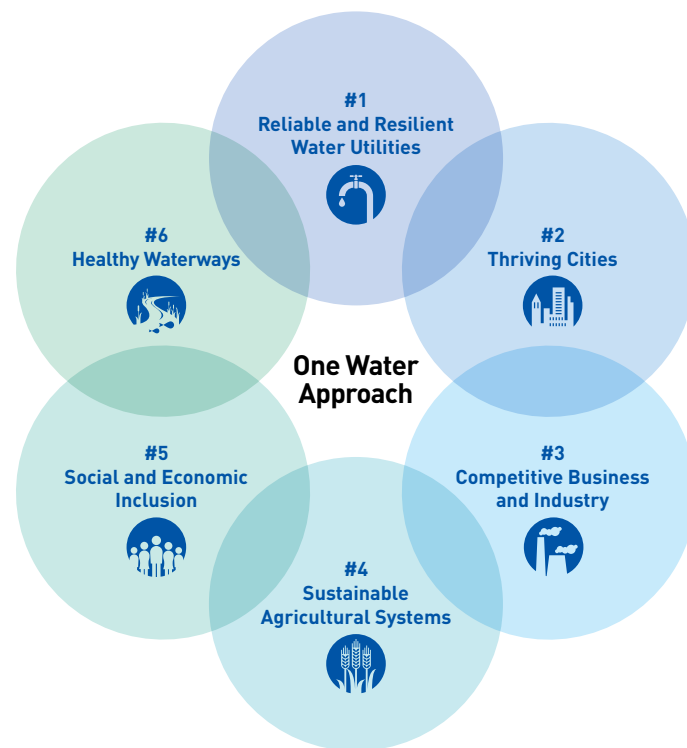 #1
Reliable and Resilient
Water Utilities
#2
Thriving Cities
#3
Competitive Business
and Industry
#4
Sustainable
Agricultural Systems
#5
Social and Economic
Inclusion
#6
Healthy Waterways
One Water
Approach